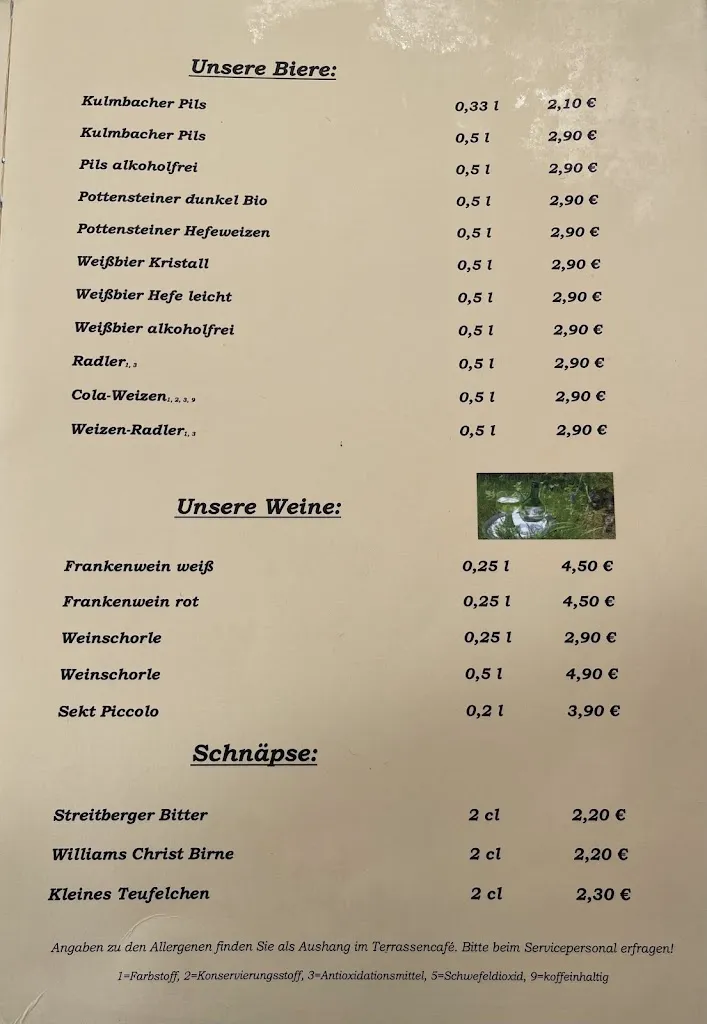 Unsere Biere:
Kulmbacher Pils 0,33 l 2,10 €
Kulmbacher Pils 0,5 l 2,90 €
Pils alkoholfrei 0,5 l 2,90 €
Pottensteiner dunkel Bio 0,5 l 2,90 €
Pottensteiner Hefeweizen 0,5 l 2,90 €
Weißbier Kristall 0,5 l 2,90 €
Weißbier Hefe leicht 0,5 l 2,90 €
Weißbier alkoholfrei 0,5 l 2,90 €
Radler1, 3 0,5 l 2,90 €
Cola-Weizen1, 2, 3, 9 0,5 l 2,90 €
Weizen-Radler1, 3 0,5 l 2,90 €
Unsere Weine:
Frankenwein weiß 0,25 l 4,50 €
Frankenwein rot 0,25 l 4,50 €
Weinschorle 0,25 l 2,90 €
Weinschorle 0,5 l 4,90 €
Sekt Piccolo 0,2 l 3,90 €
Schnäpse:
Streitberger Bitter 2 cl 2,20 €
Williams Christ Birne 2 cl 2,20 €
Kleines Teufelchen 2 cl 2,30 €
Angaben zu den Allergenen finden Sie als Aushang im Terrassencafé. Bitte beim Servicepersonal erfragen!
1=Farbstoff, 2=Konservierungsstoff, 3=Antioxidationsmittel, 5=Schwefeldioxid, 9=koffeinhaltig